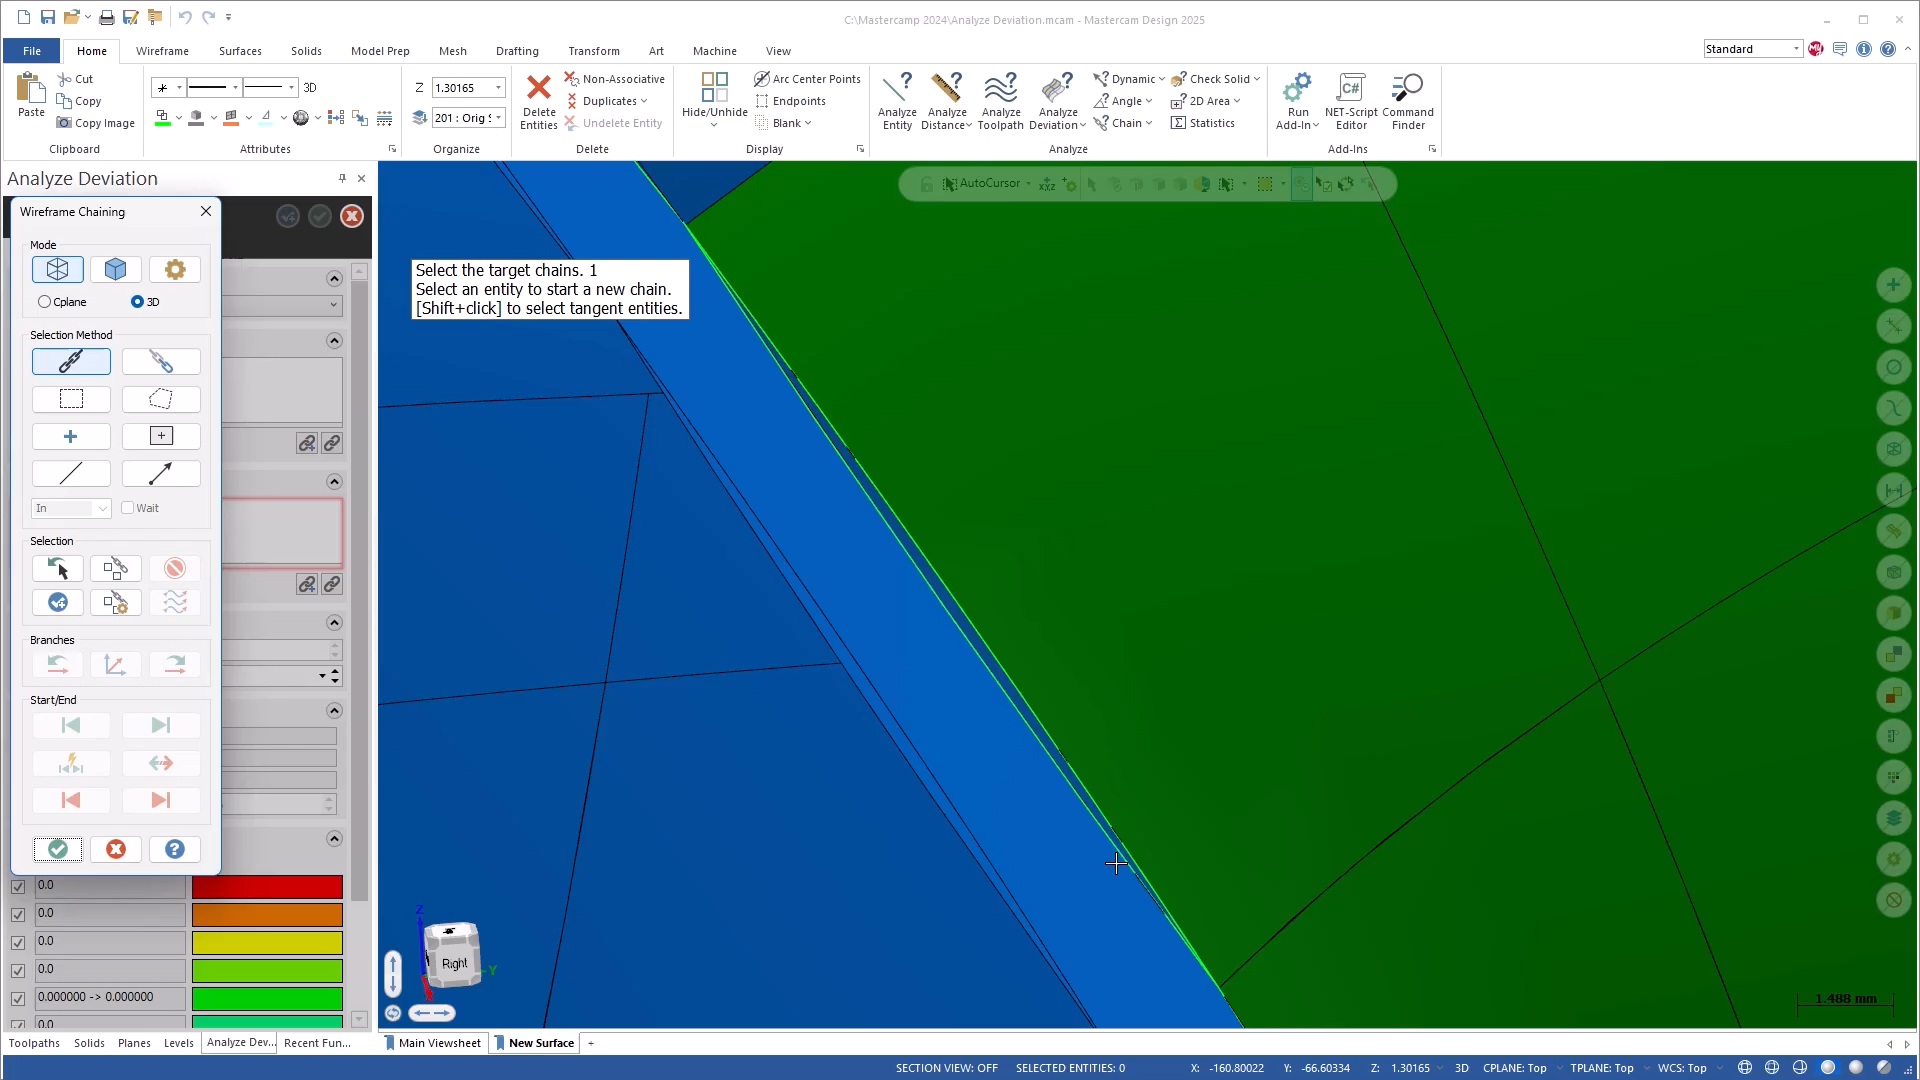 C:\Mastercamp 2024\Analyze Deviation.mcam - Mastercam Design 2025
File
Home
Wireframe
Surfaces
Solids
Model Prep
Mesh
Drafting
Transform
Art
Machine
View
Standard
Paste
Cut
Copy
Copy Image
Clipboard
3D
Attributes
Z
1.30165
201 : Orig
Organize
Delete Entities
Non-Associative
Duplicates
Undelete Entity
Delete
Hide/Unhide
Arc Center Points
Endpoints
Blank
Display
Analyze Entity
Analyze Distance
Analyze Toolpath
Analyze Deviation
Dynamic
Angle
Chain
Check Solid
2D Area
Statistics
Analyze
Run Add-In
C#
NET-Script Editor
Command Finder
Add-Ins
Analyze Deviation
Wireframe Chaining
Mode
Cplane
3D
Selection Method
In
Wait
Selection
Branches
Start/End
0.0
0.0
0.0
0.0
0.000000 -> 0.000000
0.0
AutoCursor
Select the target chains. 1
Select an entity to start a new chain.
[Shift+click] to select tangent entities.
Z
Right
Y
1.488 mm
Toolpaths
Solids
Planes
Levels
Analyze Dev...
Recent Fun...
Main Viewsheet
New Surface
SECTION VIEW: OFF
SELECTED ENTITIES: 0
X: -160.80022
Y: -66.60334
Z: 1.30165
3D
CPLANE: Top
TPLANE: Top
WCS: Top